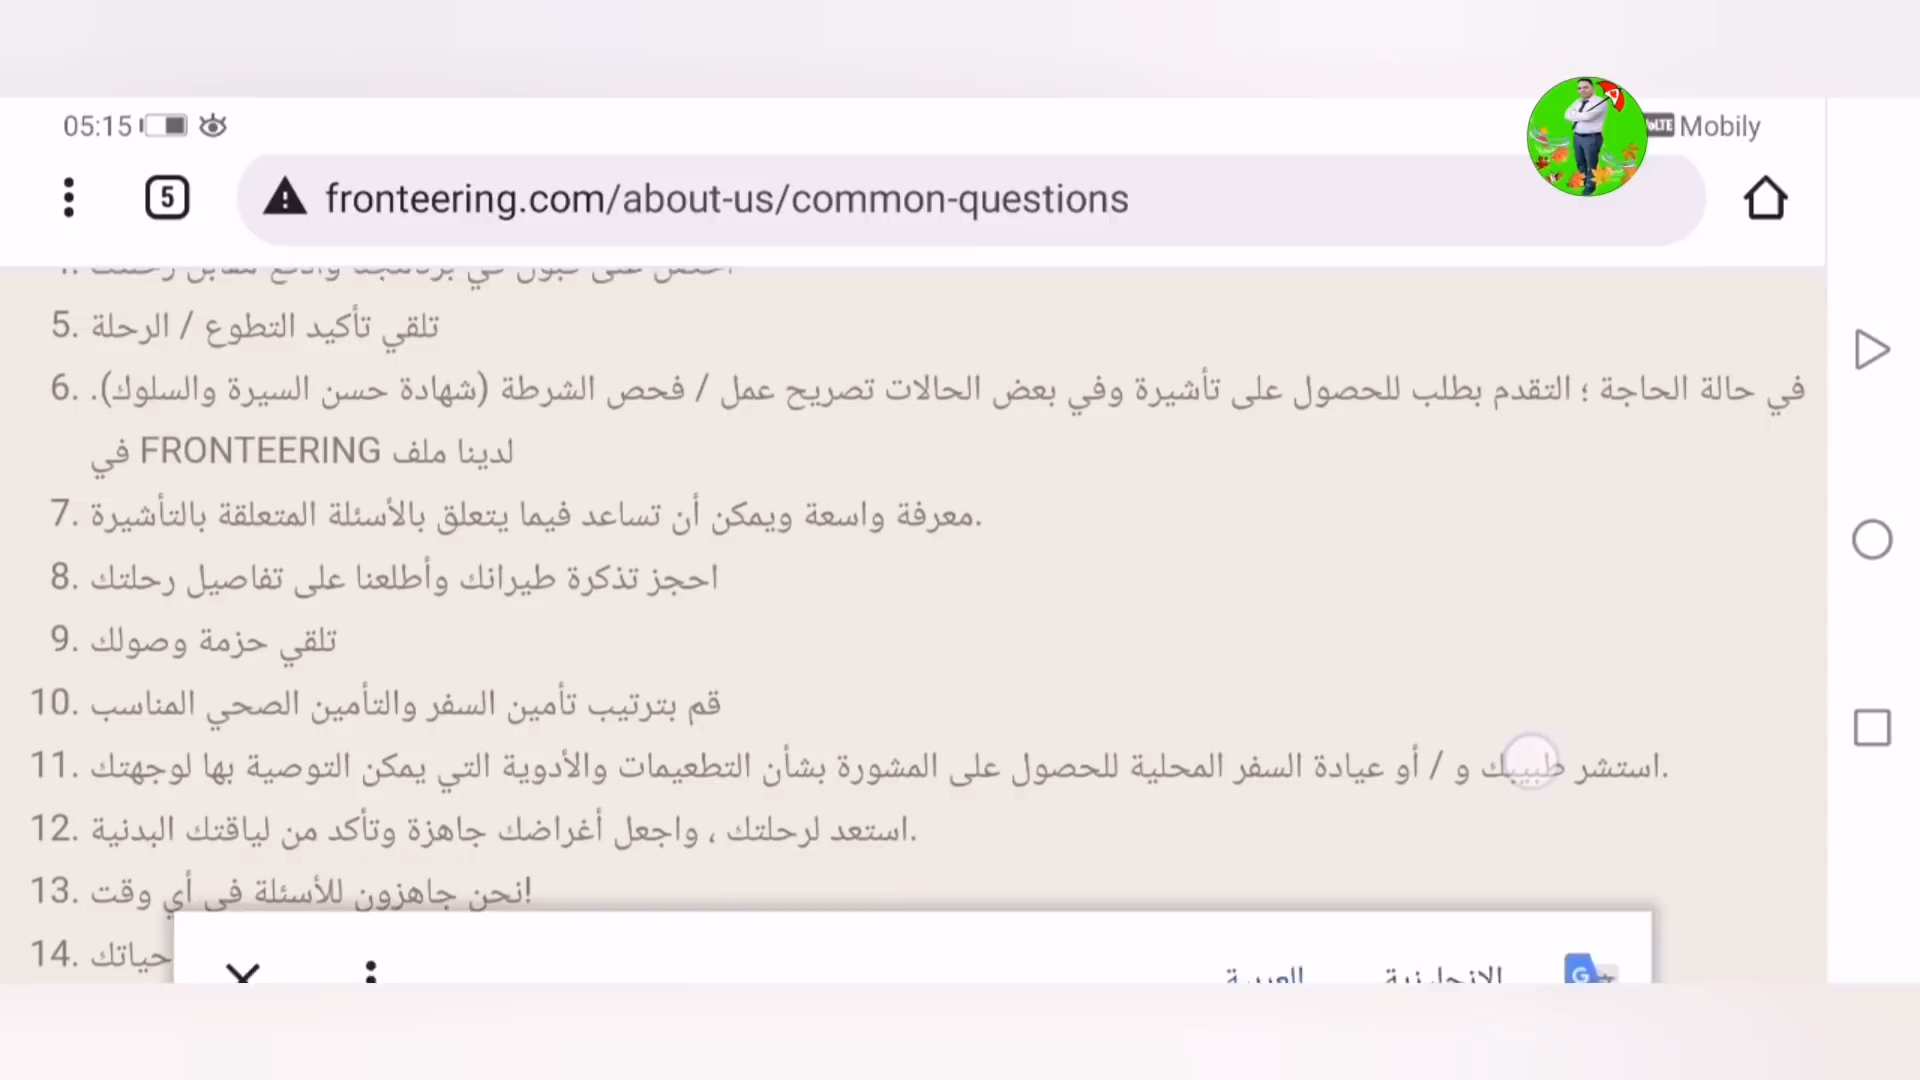 05:15
VoLTE Mobily
5
fronteering.com/about-us/common-questions
5. تلقي تأكيد التطوع / الرحلة
6. في حالة الحاجة ؛ التقدم بطلب للحصول على تأشيرة وفي بعض الحالات تصريح عمل / فحص الشرطة (شهادة حسن السيرة والسلوك).
لدينا ملف FRONTEERING في
7. معرفة واسعة ويمكن أن تساعد فيما يتعلق بالأسئلة المتعلقة بالتأشيرة.
8. احجز تذكرة طيرانك وأطلعنا على تفاصيل رحلتك
9. تلقي حزمة وصولك
10. قم بترتيب تأمين السفر والتأمين الصحي المناسب
11. استشر طبيبك و / أو عيادة السفر المحلية للحصول على المشورة بشأن التطعيمات والأدوية التي يمكن التوصية بها لوجهتك.
12. استعد لرحلتك ، واجعل أغراضك جاهزة وتأكد من لياقتك البدنية.
13. نحن جاهزون للأسئلة في أي وقت!
14. حياتك
الإنجليزية العربية